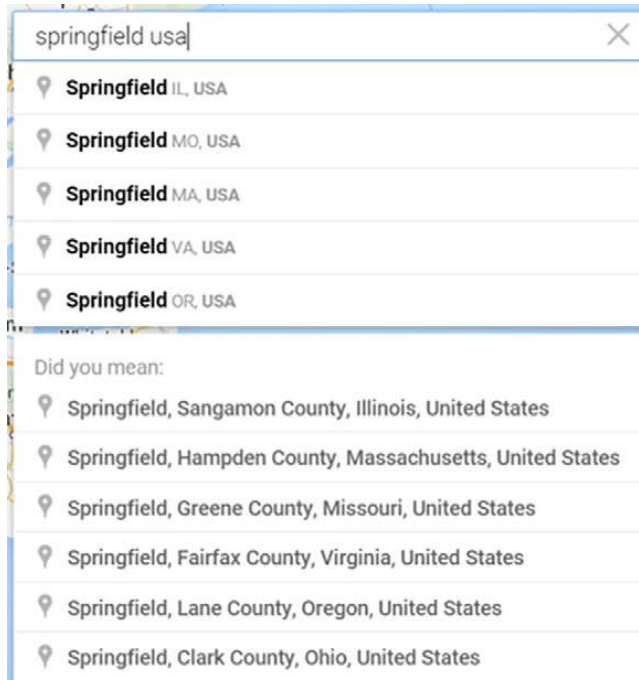 springfield usa
Springfield IL, USA
Springfield MO, USA
Springfield MA, USA
Springfield VA, USA
Springfield OR, USA
Did you mean:
Springfield, Sangamon County, Illinois, United States
Springfield, Hampden County, Massachusetts, United States
Springfield, Greene County, Missouri, United States
Springfield, Fairfax County, Virginia, United States
Springfield, Lane County, Oregon, United States
Springfield, Clark County, Ohio, United States